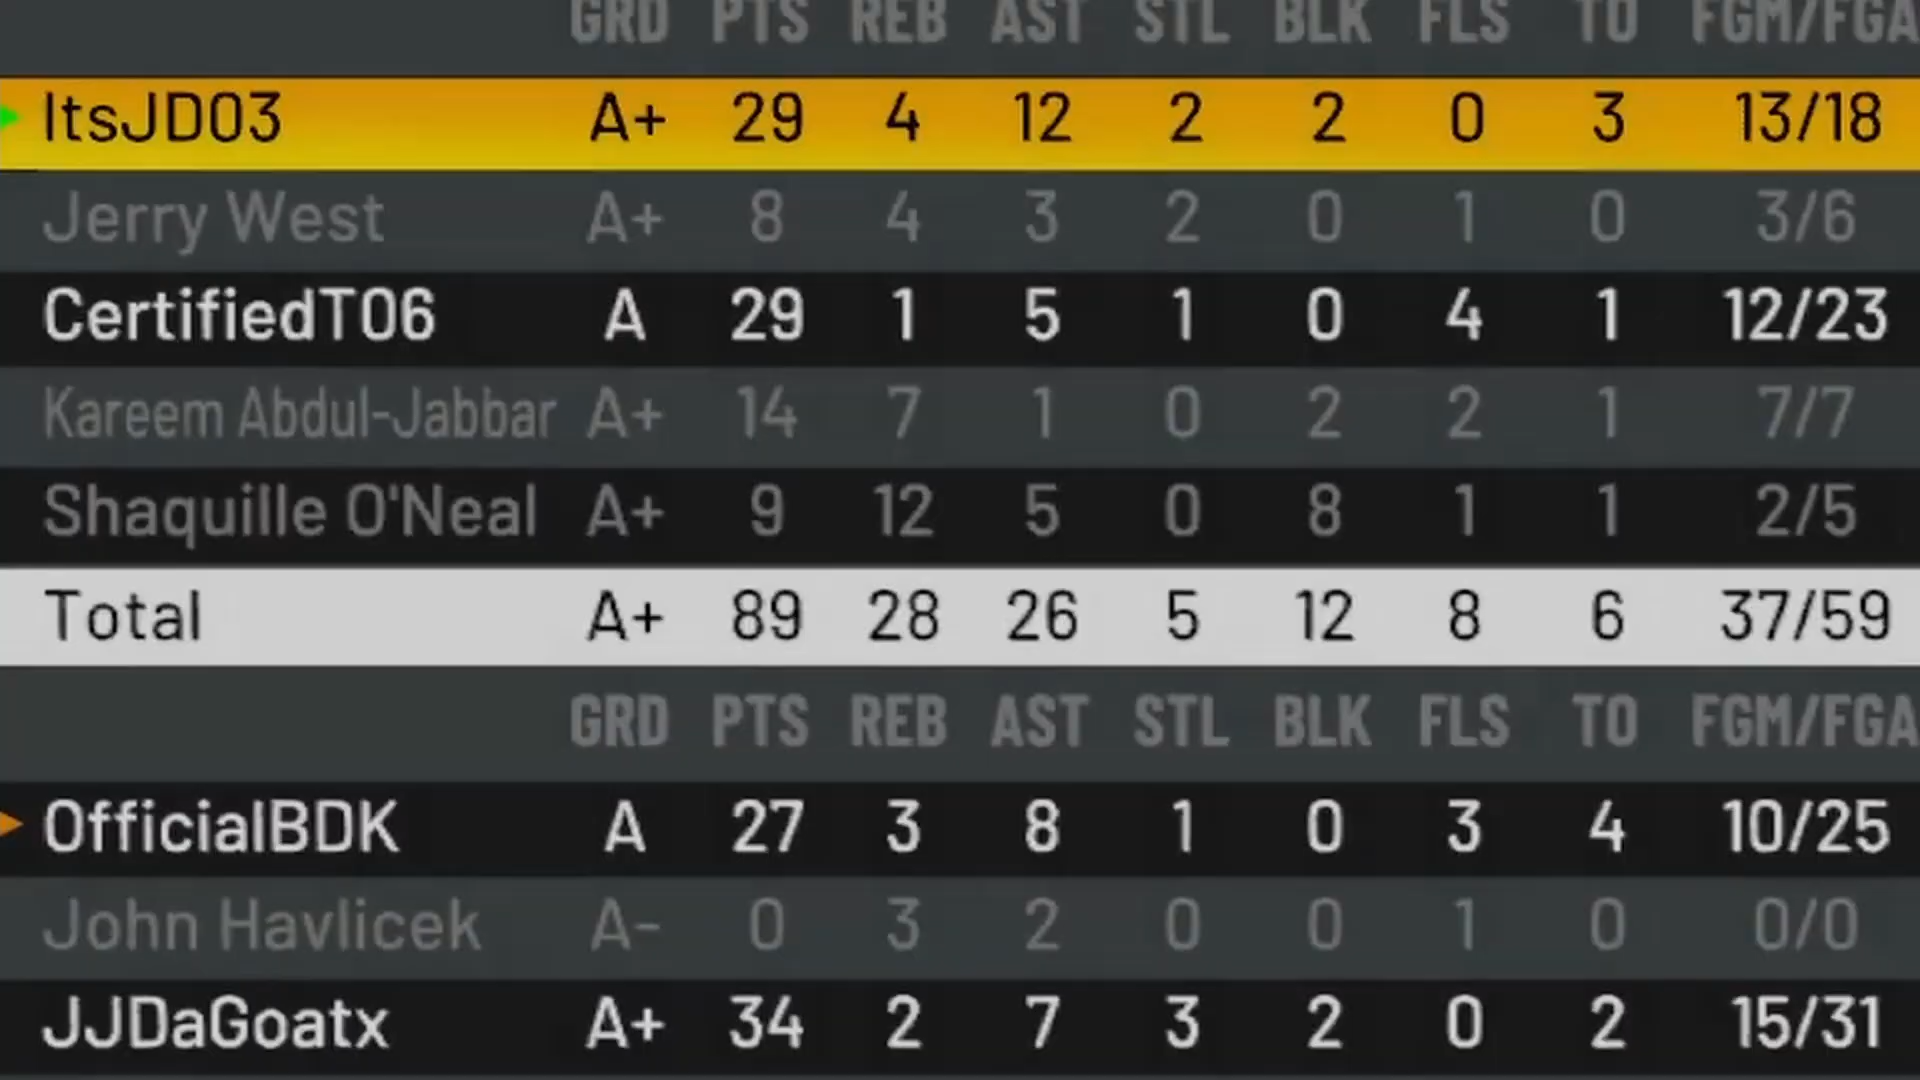 GRD PTS REB AST STL BLK FLS TO FGM/FGA
ItsJD03 A+ 29 4 12 2 2 0 3 13/18
Jerry West A+ 8 4 3 2 0 1 0 3/6
CertifiedT06 A 29 1 5 1 0 4 1 12/23
Kareem Abdul-Jabbar A+ 14 7 1 0 2 2 1 7/7
Shaquille O'Neal A+ 9 12 5 0 8 1 1 2/5
Total A+ 89 28 26 5 12 8 6 37/59
GRD PTS REB AST STL BLK FLS TO FGM/FGA
OfficialBDK A 27 3 8 1 0 3 4 10/25
John Havlicek A- 0 3 2 0 0 1 0 0/0
JJDaGoatx A+ 34 2 7 3 2 0 2 15/31